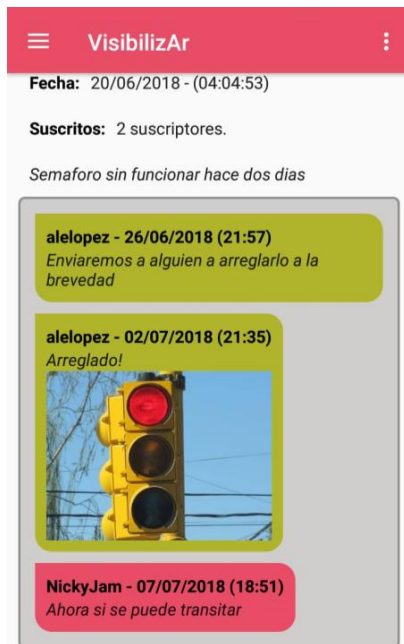 VisibilizAr
Fecha: 20/06/2018 - (04:04:53)
Suscritos: 2 suscriptores.
Semaforo sin funcionar hace dos dias
alelopez - 26/06/2018 (21:57)
Enviaremos a alguien a arreglarlo a la
brevedad
alelopez - 02/07/2018 (21:35)
Arreglado!
NickyJam - 07/07/2018 (18:51)
Ahora si se puede transitar